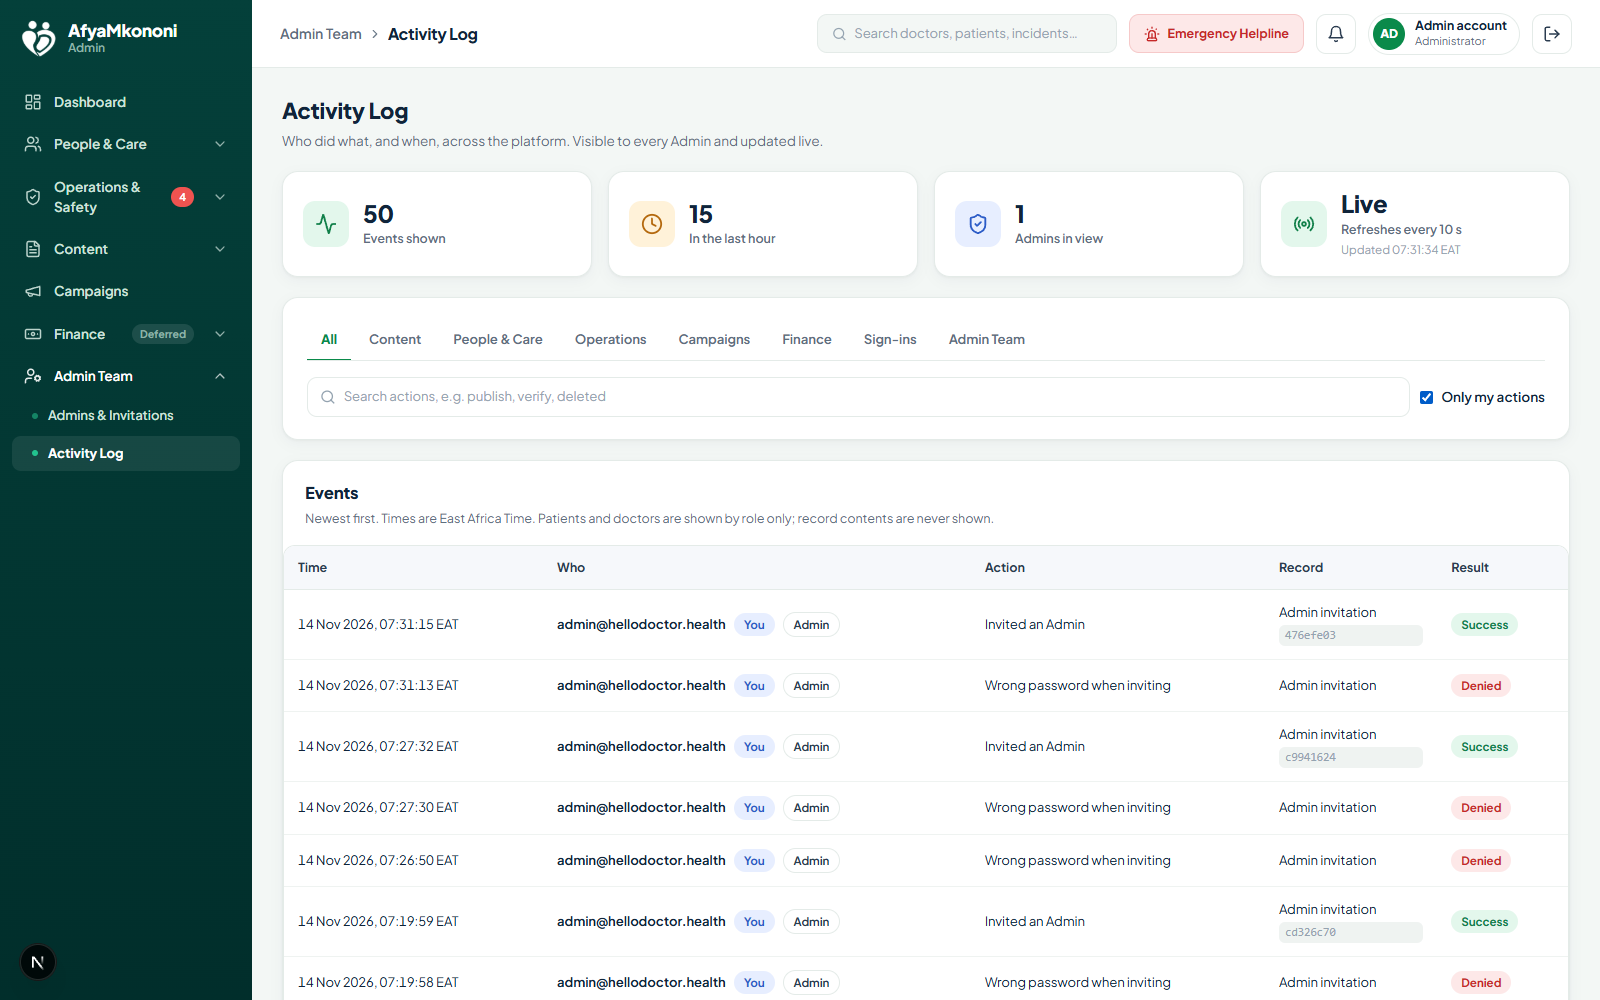 AfyaMkononi
Admin
Admin Team > Activity Log
Search doctors, patients, incidents...
Emergency Helpline
AD
Admin account
Administrator
Dashboard
People & Care
Operations & Safety
4
Content
Campaigns
Finance
Deferred
Admin Team
Admins & Invitations
Activity Log
N
Activity Log
Who did what, and when, across the platform. Visible to every Admin and updated live.
50
Events shown
15
In the last hour
1
Admins in view
Live
Refreshes every 10 s
Updated 07:31:34 EAT
All Content People & Care Operations Campaigns Finance Sign-ins Admin Team
Search actions, e.g. publish, verify, deleted
Only my actions
Events
Newest first. Times are East Africa Time. Patients and doctors are shown by role only; record contents are never shown.
Time Who Action Record Result
14 Nov 2026, 07:31:15 EAT admin@hellodoctor.health You Admin Invited an Admin Admin invitation 476efe03 Success
14 Nov 2026, 07:31:13 EAT admin@hellodoctor.health You Admin Wrong password when inviting Admin invitation Denied
14 Nov 2026, 07:27:32 EAT admin@hellodoctor.health You Admin Invited an Admin Admin invitation c9941624 Success
14 Nov 2026, 07:27:30 EAT admin@hellodoctor.health You Admin Wrong password when inviting Admin invitation Denied
14 Nov 2026, 07:26:50 EAT admin@hellodoctor.health You Admin Wrong password when inviting Admin invitation Denied
14 Nov 2026, 07:19:59 EAT admin@hellodoctor.health You Admin Invited an Admin Admin invitation cd326c70 Success
14 Nov 2026, 07:19:58 EAT admin@hellodoctor.health You Admin Wrong password when inviting Admin invitation Denied